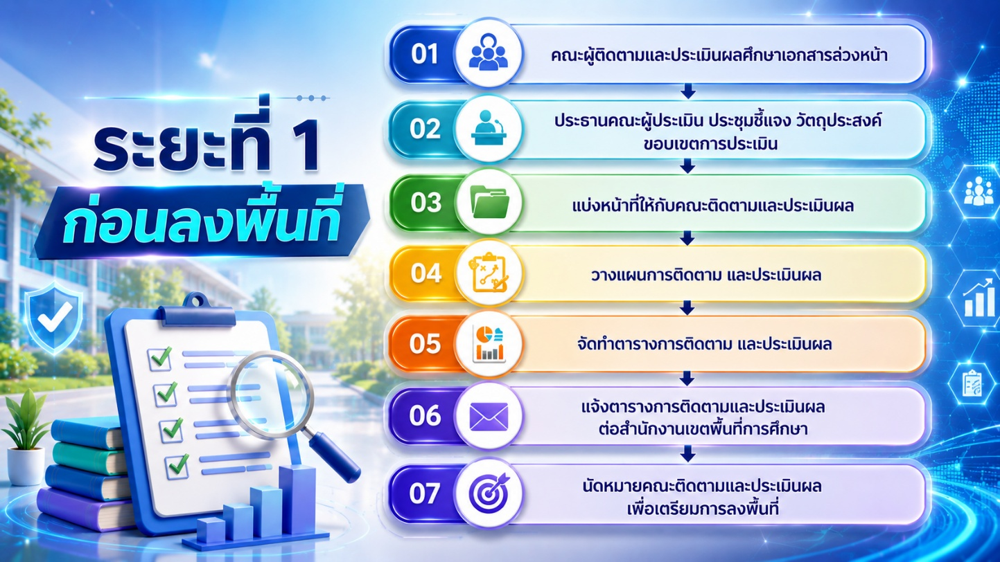 ระยะที่ 1
ก่อนลงพื้นที่
01
คณะผู้ติดตามและประเมินผลศึกษาเอกสารล่วงหน้า
02
ประธานคณะผู้ประเมิน ประชุมชี้แจง วัตถุประสงค์
ขอบเขตการประเมิน
03
แบ่งหน้าที่ให้กับคณะติดตามและประเมินผล
04
วางแผนการติดตาม และประเมินผล
05
จัดทำตารางการติดตาม และประเมินผล
06
แจ้งตารางการติดตามและประเมินผล
ต่อสำนักงานเขตพื้นที่การศึกษา
07
นัดหมายคณะติดตามและประเมินผล
เพื่อเตรียมการลงพื้นที่